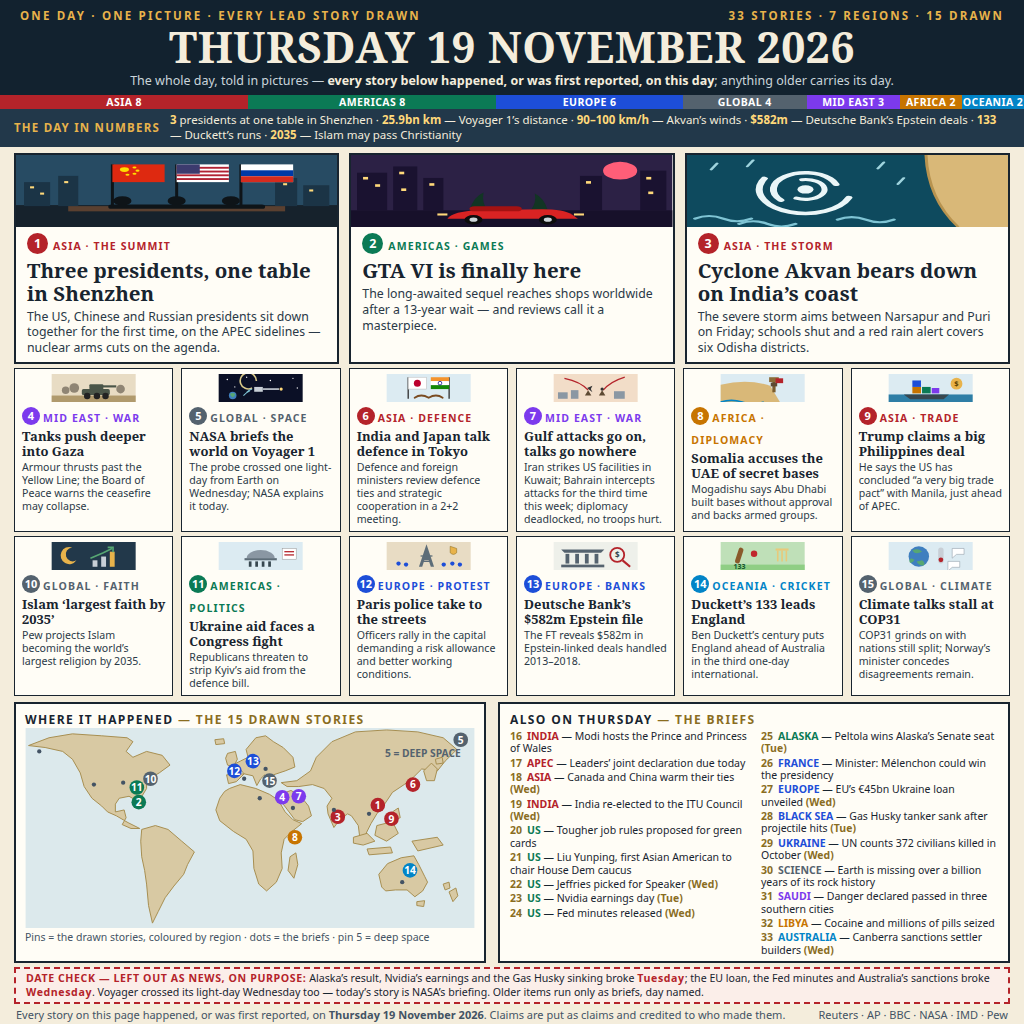 ONE DAY · ONE PICTURE · EVERY LEAD STORY DRAWN
33 STORIES · 7 REGIONS · 15 DRAWN
THURSDAY 19 NOVEMBER 2026
The whole day, told in pictures — every story below happened, or was first reported, on this day; anything older carries its day.
ASIA 8
AMERICAS 8
EUROPE 6
GLOBAL 4
MID EAST 3
AFRICA 2
OCEANIA 2
THE DAY IN NUMBERS
3 presidents at one table in Shenzhen · 25.9bn km — Voyager 1’s distance · 90–100 km/h — Akvan’s winds · $582m — Deutsche Bank’s Epstein deals · 133
— Duckett’s runs · 2035 — Islam may pass Christianity
1 ASIA · THE SUMMIT
Three presidents, one table
in Shenzhen
The US, Chinese and Russian presidents sit down
together for the first time, on the APEC sidelines —
nuclear arms cuts on the agenda.
2 AMERICAS · GAMES
GTA VI is finally here
The long-awaited sequel reaches shops worldwide
after a 13-year wait — and reviews call it a
masterpiece.
3 ASIA · THE STORM
Cyclone Akvan bears down
on India’s coast
The severe storm aims between Narsapur and Puri
on Friday; schools shut and a red rain alert covers
six Odisha districts.
4 MID EAST · WAR
Tanks push deeper
into Gaza
Armour thrusts past the
Yellow Line; the Board of
Peace warns the ceasefire
may collapse.
5 GLOBAL · SPACE
NASA briefs the
world on Voyager 1
The probe crossed one light-
day from Earth on
Wednesday; NASA explains
it today.
6 ASIA · DEFENCE
India and Japan talk
defence in Tokyo
Defence and foreign
ministers review defence
ties and strategic
cooperation in a 2+2
meeting.
7 MID EAST · WAR
Gulf attacks go on,
talks go nowhere
Iran strikes US facilities in
Kuwait; Bahrain intercepts
attacks for the third time
this week; diplomacy
deadlocked, no troops hurt.
8 AFRICA ·
DIPLOMACY
Somalia accuses the
UAE of secret bases
Mogadishu says Abu Dhabi
built bases without approval
and backs armed groups.
$
9 ASIA · TRADE
Trump claims a big
Philippines deal
He says the US has
concluded “a very big trade
pact” with Manila, just ahead
of APEC.
10 GLOBAL · FAITH
Islam ‘largest faith by
2035’
Pew projects Islam
becoming the world’s
largest religion by 2035.
11 AMERICAS ·
POLITICS
Ukraine aid faces a
Congress fight
Republicans threaten to
strip Kyiv’s aid from the
defence bill.
12 EUROPE · PROTEST
Paris police take to
the streets
Officers rally in the capital
demanding a risk allowance
and better working
conditions.
$
13 EUROPE · BANKS
Deutsche Bank’s
$582m Epstein file
The FT reveals $582m in
Epstein-linked deals handled
2013–2018.
133
14 OCEANIA · CRICKET
Duckett’s 133 leads
England
Ben Duckett’s century puts
England ahead of Australia
in the third one-day
international.
15 GLOBAL · CLIMATE
Climate talks stall at
COP31
COP31 grinds on with
nations still split; Norway’s
minister concedes
disagreements remain.
WHERE IT HAPPENED — THE 15 DRAWN STORIES
5
5 = DEEP SPACE
13
12
10
15
11
6
4
7
2
1
3
9
8
14
Pins = the drawn stories, coloured by region · dots = the briefs · pin 5 = deep space
ALSO ON THURSDAY — THE BRIEFS
16 INDIA — Modi hosts the Prince and Princess
of Wales
17 APEC — Leaders’ joint declaration due today
18 ASIA — Canada and China warm their ties
(Wed)
19 INDIA — India re-elected to the ITU Council
(Wed)
20 US — Tougher job rules proposed for green
cards
21 US — Liu Yunping, first Asian American to
chair House Dem caucus
22 US — Jeffries picked for Speaker (Wed)
23 US — Nvidia earnings day (Tue)
24 US — Fed minutes released (Wed)
25 ALASKA — Peltola wins Alaska’s Senate seat
(Tue)
26 FRANCE — Minister: Mélenchon could win
the presidency
27 EUROPE — EU’s €45bn Ukraine loan
unveiled (Wed)
28 BLACK SEA — Gas Husky tanker sank after
projectile hits (Tue)
29 UKRAINE — UN counts 372 civilians killed in
October (Wed)
30 SCIENCE — Earth is missing over a billion
years of its rock history
31 SAUDI — Danger declared passed in three
southern cities
32 LIBYA — Cocaine and millions of pills seized
33 AUSTRALIA — Canberra sanctions settler
builders (Wed)
DATE CHECK — LEFT OUT AS NEWS, ON PURPOSE: Alaska’s result, Nvidia’s earnings and the Gas Husky sinking broke Tuesday; the EU loan, the Fed minutes and Australia’s sanctions broke
Wednesday. Voyager crossed its light-day Wednesday too — today’s story is NASA’s briefing. Older items run only as briefs, day named.
Every story on this page happened, or was first reported, on Thursday 19 November 2026. Claims are put as claims and credited to who made them.
Reuters · AP · BBC · NASA · IMD · Pew